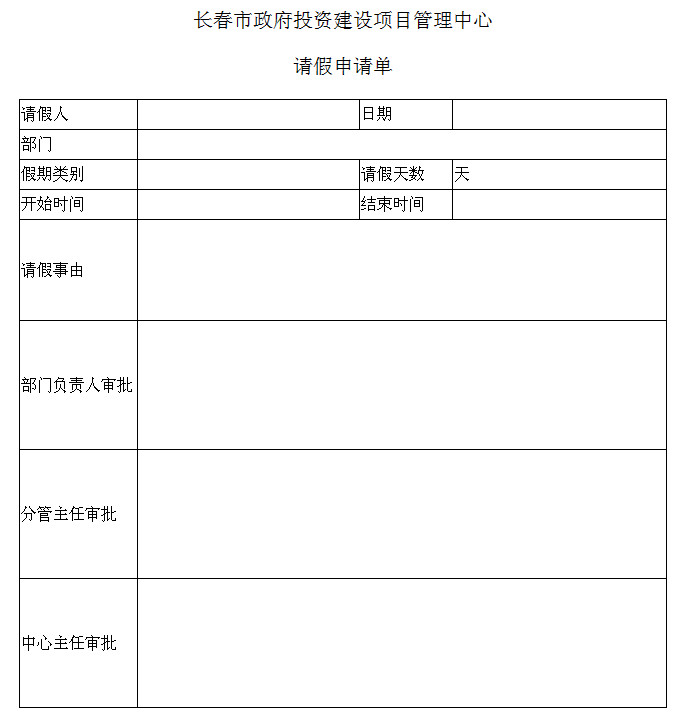 长春市政府投资建设项目管理中心
请假申请单
请假人 日期
部门
假期类别 请假天数 天
开始时间 结束时间
请假事由
部门负责人审批
分管主任审批
中心主任审批